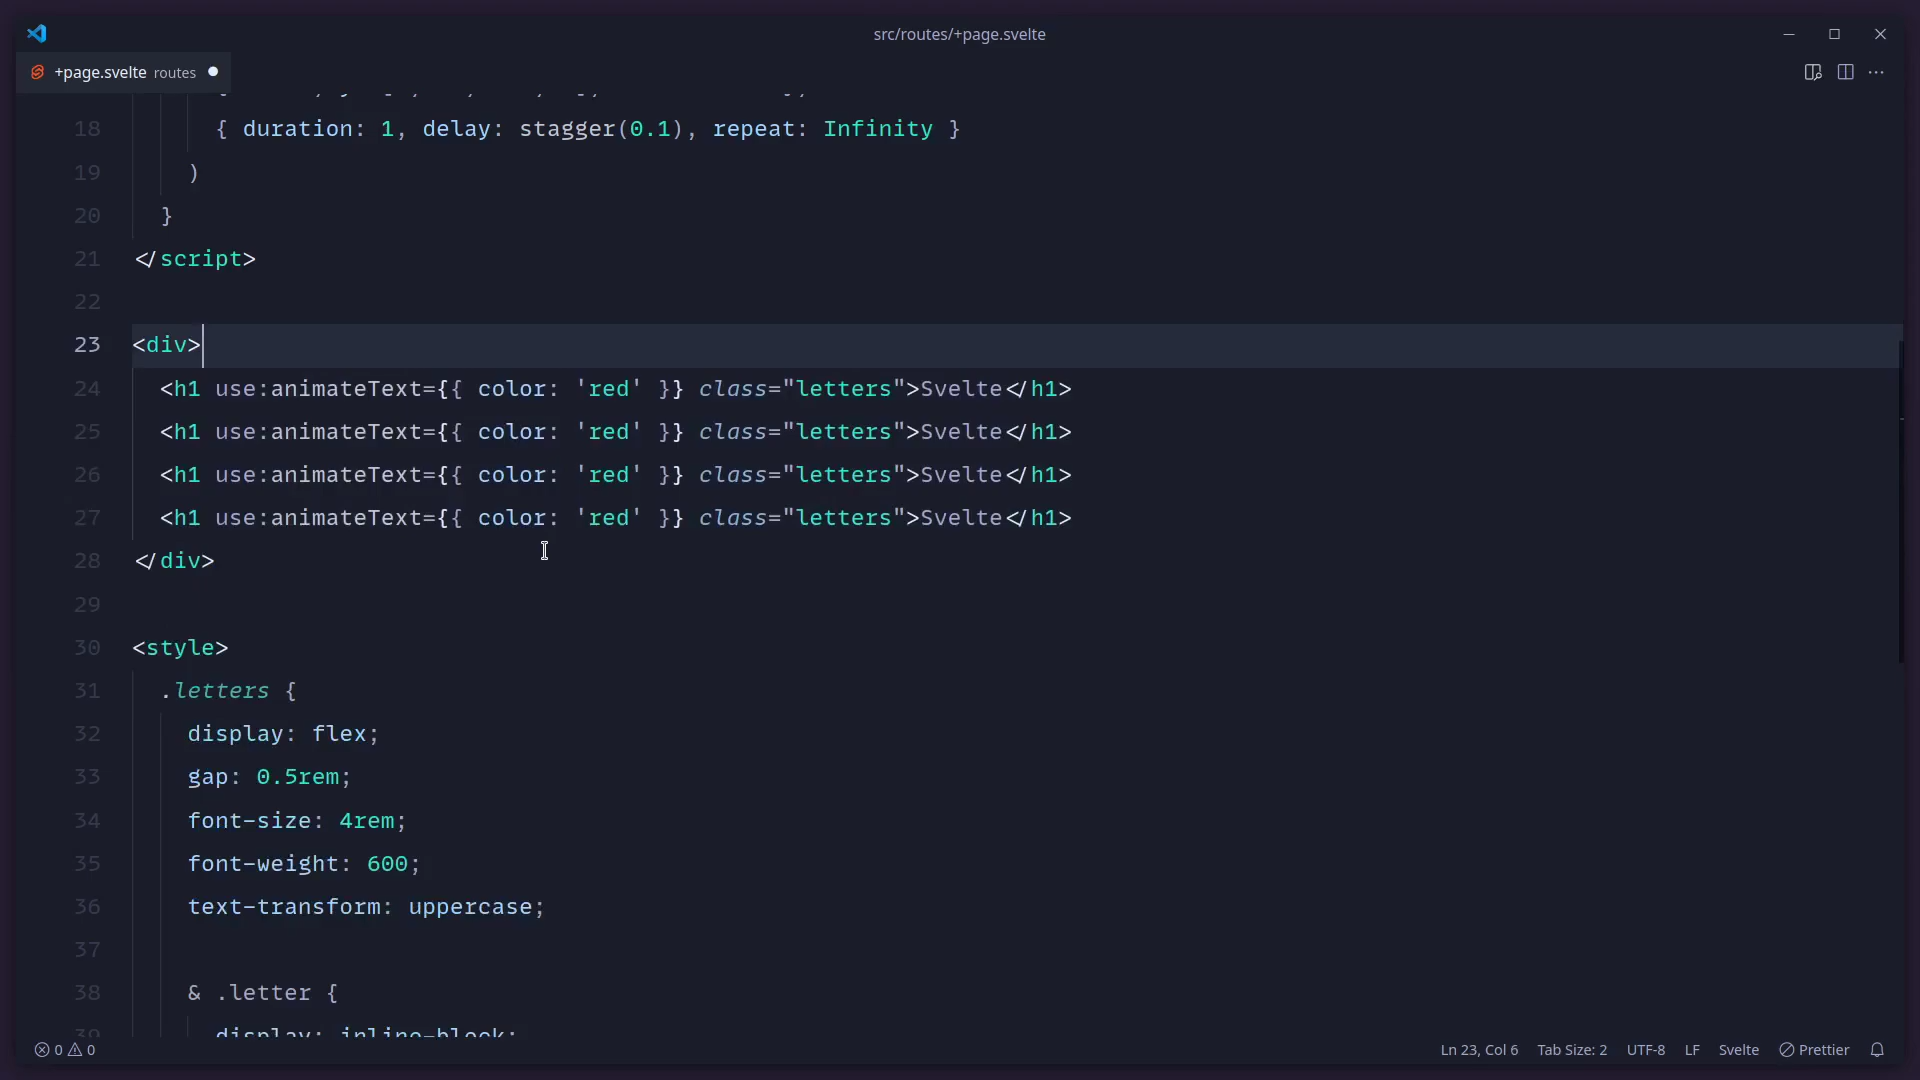 src/routes/+page.svelte
+page.svelte routes
18 { duration: 1, delay: stagger(0.1), repeat: Infinity }
19 )
20 }
21 </script>
22
23 <div>
24 <h1 use:animateText={{ color: 'red' }} class="letters">Svelte</h1>
25 <h1 use:animateText={{ color: 'red' }} class="letters">Svelte</h1>
26 <h1 use:animateText={{ color: 'red' }} class="letters">Svelte</h1>
27 <h1 use:animateText={{ color: 'red' }} class="letters">Svelte</h1>
28 </div>
29
30 <style>
31 .letters {
32 display: flex;
33 gap: 0.5rem;
34 font-size: 4rem;
35 font-weight: 600;
36 text-transform: uppercase;
37
38 & .letter {
39 display: inline-block;
0 0 Ln 23, Col 6 Tab Size: 2 UTF-8 LF Svelte Prettier